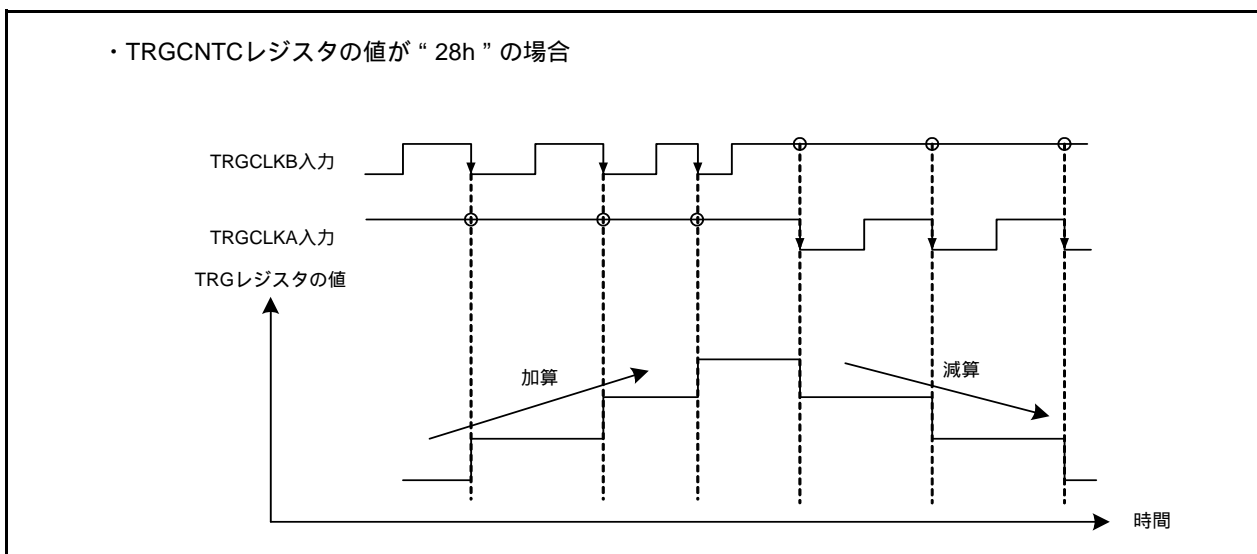 ・TRGCNTCレジスタの値が “ 28h ” の場合
TRGCLKB入力
TRGCLKA入力
TRGレジスタの値
加算
減算
時間